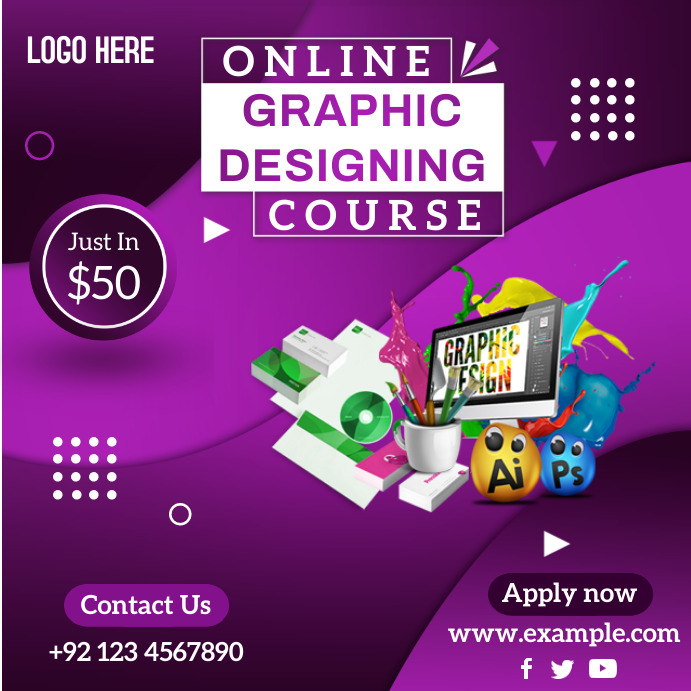 LOGO HERE
ONLINE
GRAPHIC
DESIGNING
COURSE
Just In
$50
GRAPHIC
DESIGN
Ai
Ps
Contact Us
+92 123 4567890
Apply now
www.example.com